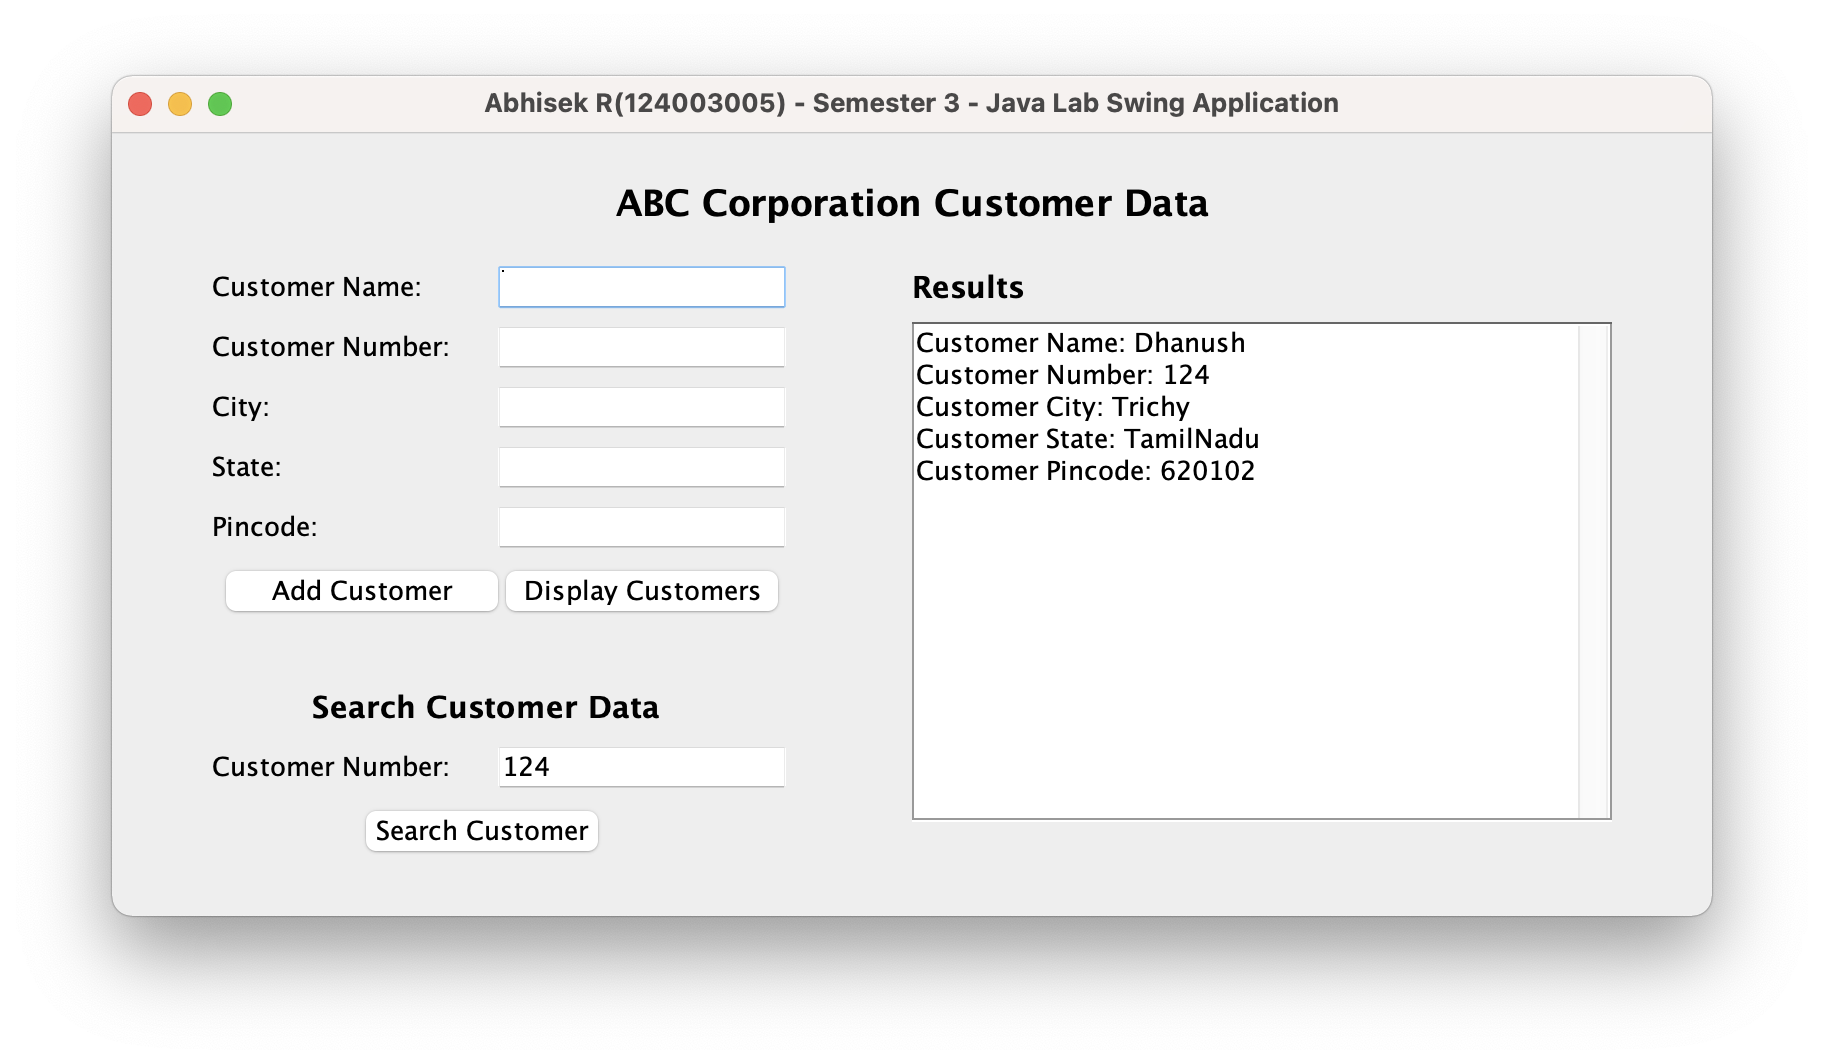 Abhisek R(124003005) - Semester 3 - Java Lab Swing Application
ABC Corporation Customer Data
Customer Name:
Customer Number:
City:
State:
Pincode:
Add Customer
Display Customers
Search Customer Data
Customer Number:
124
Search Customer
Results
Customer Name: Dhanush
Customer Number: 124
Customer City: Trichy
Customer State: TamilNadu
Customer Pincode: 620102